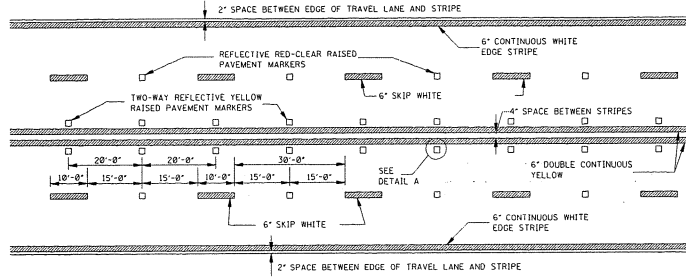 2" SPACE BETWEEN EDGE OF TRAVEL LANE AND STRIPE
6" CONTINUOUS WHITE
EDGE STRIPE
REFLECTIVE RED-CLEAR RAISED
PAVEMENT MARKERS
6" SKIP WHITE
TWO-WAY REFLECTIVE YELLOW
RAISED PAVEMENT MARKERS
4" SPACE BETWEEN STRIPES
20'-0" 20'-0" 30'-0"
10'-0" 15'-0" 15'-0" 10'-0" 15'-0" 15'-0"
SEE
DETAIL A
6" DOUBLE CONTINUOUS
YELLOW
6" SKIP WHITE
6" CONTINUOUS WHITE
EDGE STRIPE
2" SPACE BETWEEN EDGE OF TRAVEL LANE AND STRIPE